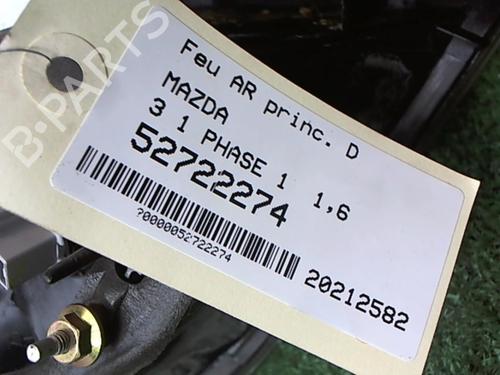 B-PARTS
Feu AR princ. D
MAZDA
3 1 PHASE 1 1,6
52722274
?0000052722274
20212582